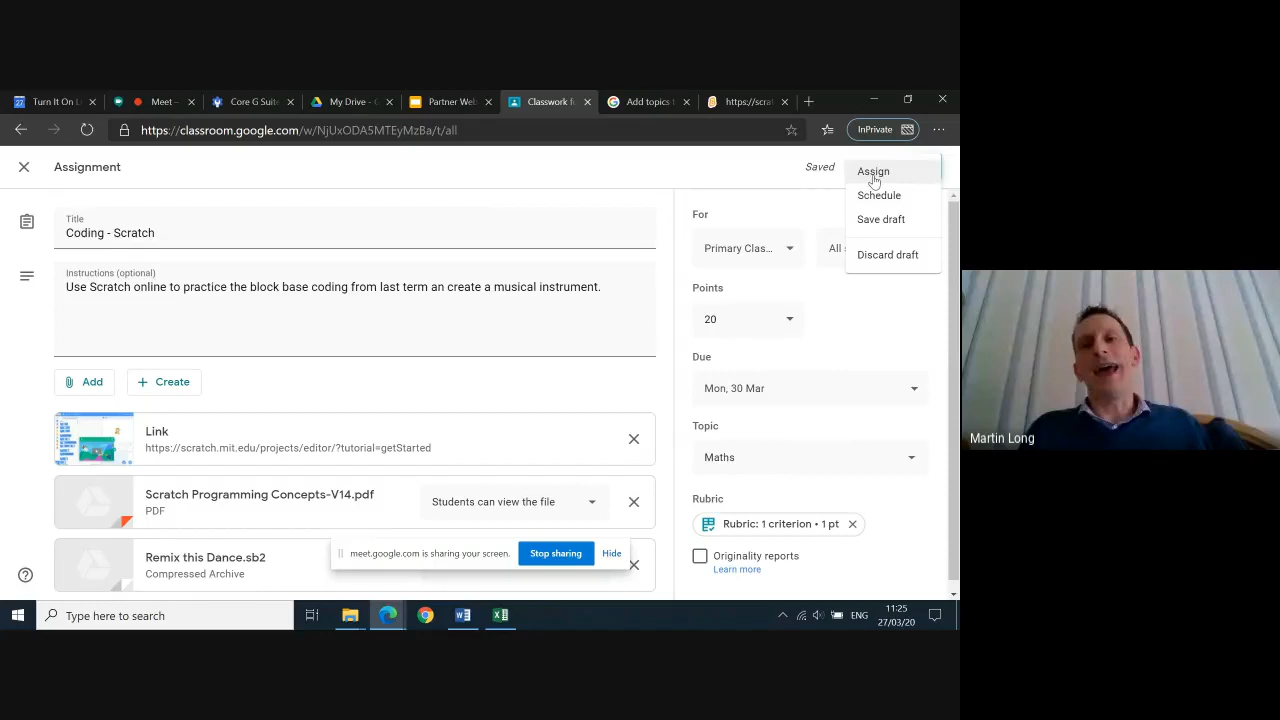 Turn It On L
Meet –
Core G Suite
My Drive - G
Partner Web
Classwork fo
Add topics t
https://scrat
https://classroom.google.com/w/NjUxODA5MTEyMzBa/t/all
InPrivate
Assignment
Saved
Assign
Schedule
Save draft
Discard draft
Title
Coding - Scratch
Instructions (optional)
Use Scratch online to practice the block base coding from last term an create a musical instrument.
Add
Create
Link
https://scratch.mit.edu/projects/editor/?tutorial=getStarted
Scratch Programming Concepts-V14.pdf
PDF
Students can view the file
Remix this Dance.sb2
Compressed Archive
meet.google.com is sharing your screen.
Stop sharing
Hide
For
Primary Clas...
All s
Points
20
Due
Mon, 30 Mar
Topic
Maths
Rubric
Rubric: 1 criterion • 1 pt
Originality reports
Learn more
Martin Long
Type here to search
ENG
11:25
27/03/20